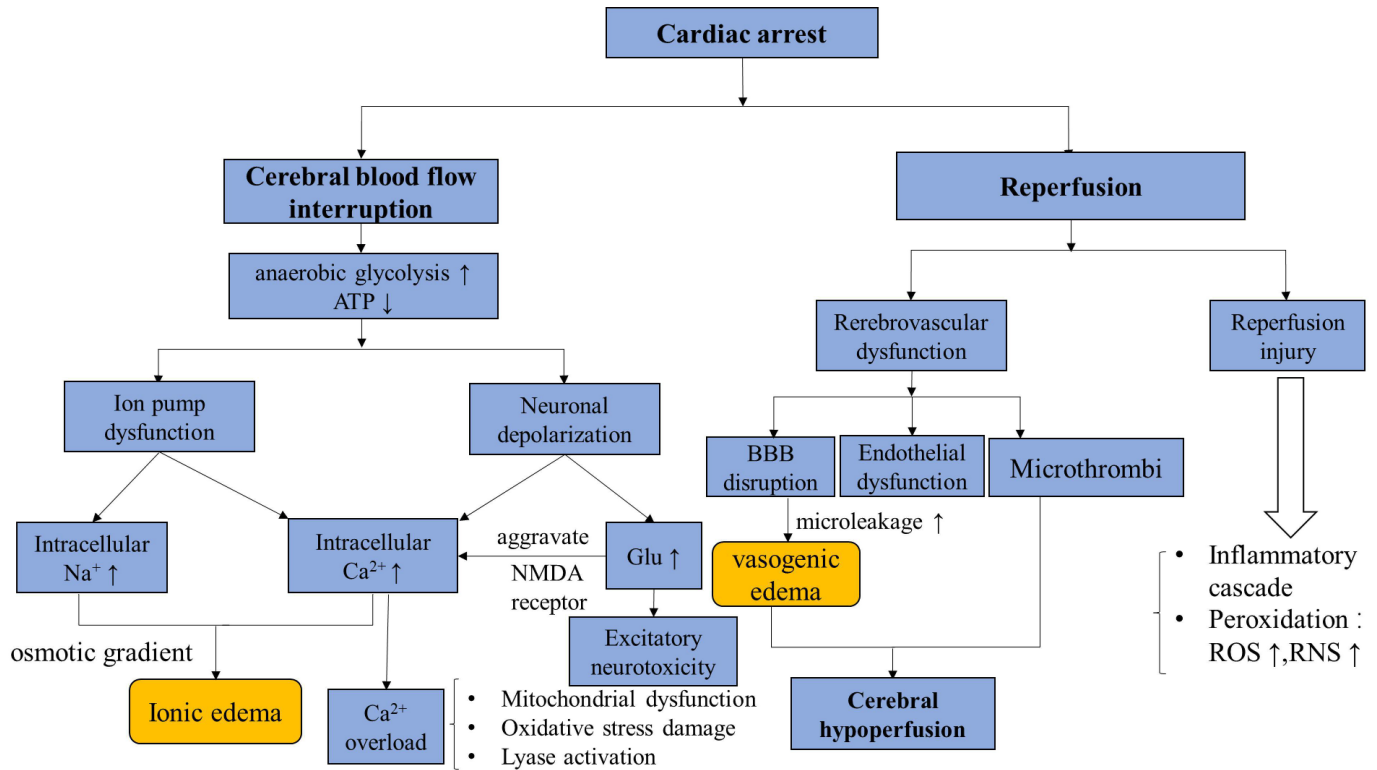 Cardiac arrest
Cerebral blood flow
interruption
Reperfusion
anaerobic glycolysis ↑
ATP ↓
Rerebrovascular
dysfunction
Reperfusion
injury
Ion pump
dysfunction
Neuronal
depolarization
BBB
disruption
Endothelial
dysfunction
Microthrombi
microleakage ↑
Intracellular
Na⁺ ↑
Intracellular
Ca²⁺ ↑
aggravate
NMDA
receptor
Glu ↑
vasogenic
edema
• Inflammatory
cascade
• Peroxidation :
ROS ↑,RNS ↑
osmotic gradient
Excitatory
neurotoxicity
Ionic edema
Ca²⁺
overload
• Mitochondrial dysfunction
• Oxidative stress damage
• Lyase activation
Cerebral
hypoperfusion